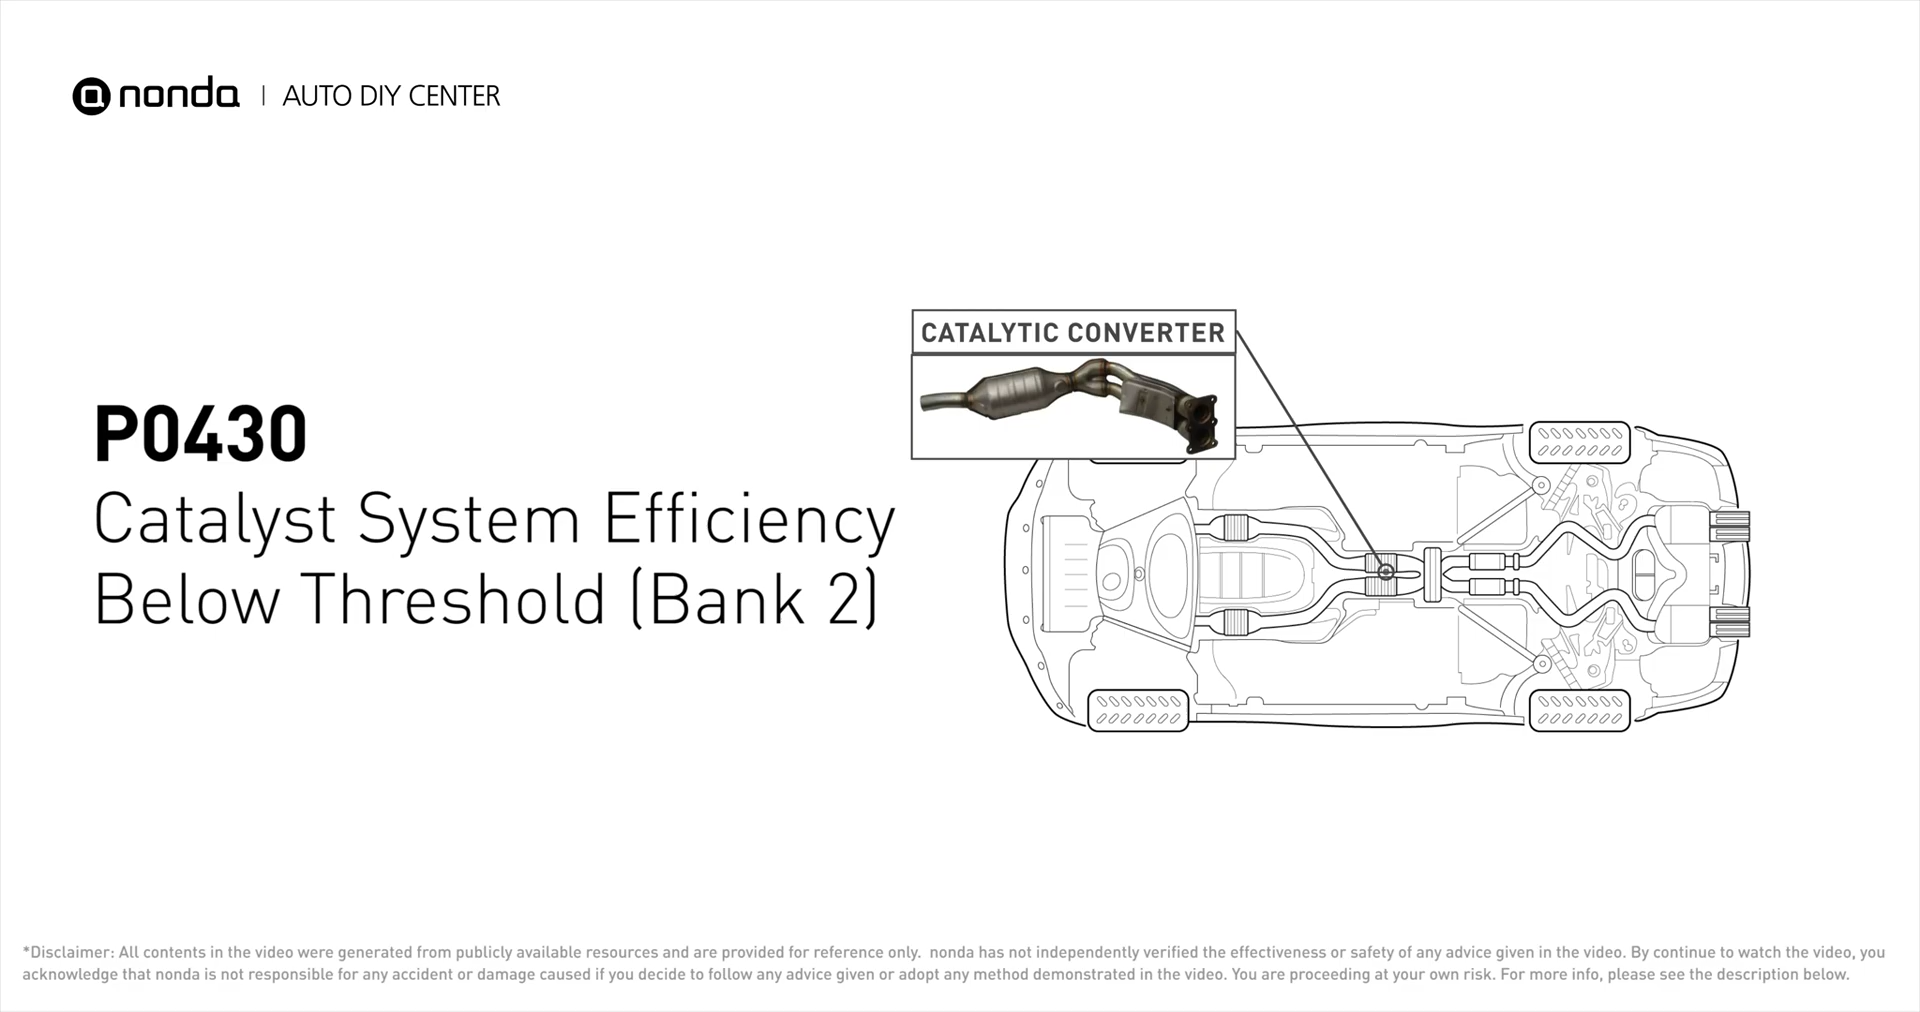 nonda | AUTO DIY CENTER
CATALYTIC CONVERTER
P0430
Catalyst System Efficiency
Below Threshold (Bank 2)
*Disclaimer: All contents in the video were generated from publicly available resources and are provided for reference only. nonda has not independently verified the effectiveness or safety of any advice given in the video. By continue to watch the video, you
acknowledge that nonda is not responsible for any accident or damage caused if you decide to follow any advice given or adopt any method demonstrated in the video. You are proceeding at your own risk. For more info, please see the description below.